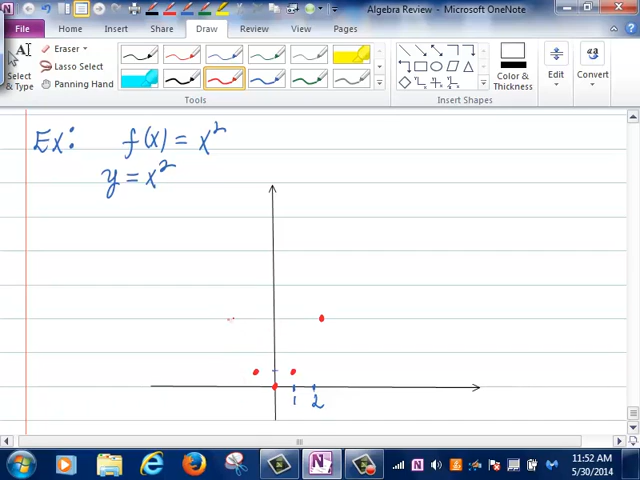 Algebra Review - Microsoft OneNote
File
Home
Insert
Share
Draw
Review
View
Select & Type
Eraser
Lasso Select
Panning Hand
Tools
Insert Shapes
Color & Thickness
Edit
Convert
Ex: f(x) = x²
y = x²
1 2
11:52 AM
5/30/2014